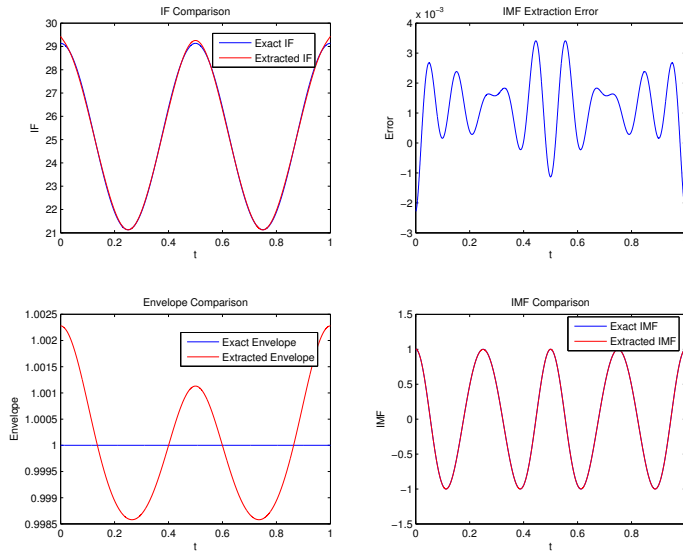 IF Comparison
30
29
28
27
26
25
24
23
22
21
IF
Exact IF
Extracted IF
0
0.2
0.4
0.6
0.8
1
t
IMF Extraction Error
x 10⁻³
4
3
2
1
0
−1
−2
−3
Error
0
0.2
0.4
0.6
0.8
t
Envelope Comparison
1.0025
1.002
1.0015
1.001
1.0005
1
0.9995
0.999
0.9985
Envelope
Exact Envelope
Extracted Envelope
0
0.2
0.4
0.6
0.8
1
t
IMF Comparison
1.5
1
0.5
0
−0.5
−1
−1.5
IMF
Exact IMF
Extracted IMF
0
0.2
0.4
0.6
0.8
t